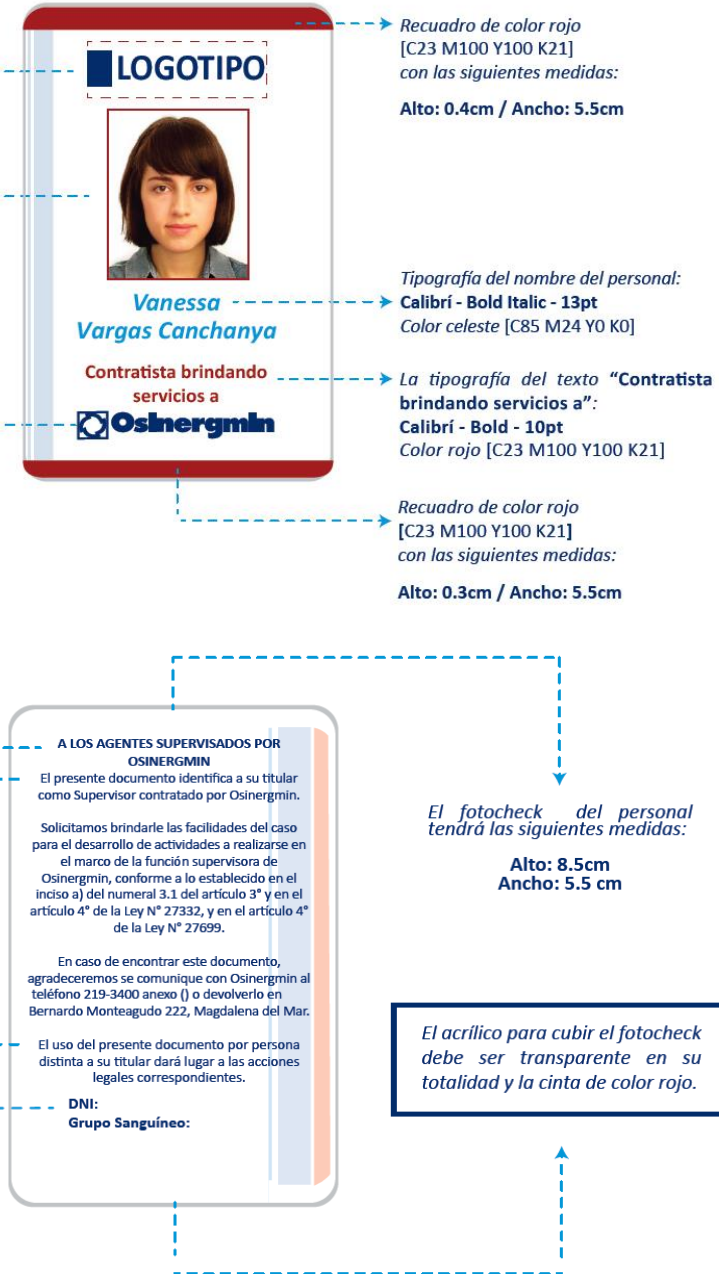 Recuadro de color rojo
[C23 M100 Y100 K21]
con las siguientes medidas:
Alto: 0.4cm / Ancho: 5.5cm
LOGOTIPO
Vanessa
Vargas Canchanya
Contratista brindando
servicios a
Osinergmin
Tipografía del nombre del personal:
Calibrí - Bold Italic - 13pt
Color celeste [C85 M24 Y0 K0]
La tipografía del texto "Contratista
brindando servicios a":
Calibrí - Bold - 10pt
Color rojo [C23 M100 Y100 K21]
Recuadro de color rojo
[C23 M100 Y100 K21]
con las siguientes medidas:
Alto: 0.3cm / Ancho: 5.5cm
A LOS AGENTES SUPERVISADOS POR
OSINERGMIN
El presente documento identifica a su titular
como Supervisor contratado por Osinergmin.
Solicitamos brindarle las facilidades del caso
para el desarrollo de actividades a realizarse en
el marco de la función supervisora de
Osinergmin, conforme a lo establecido en el
inciso a) del numeral 3.1 del artículo 3° y en el
artículo 4° de la Ley N° 27332, y en el artículo 4°
de la Ley N° 27699.
En caso de encontrar este documento,
agradeceremos se comunique con Osinergmin al
teléfono 219-3400 anexo () o devolverlo en
Bernardo Monteagudo 222, Magdalena del Mar.
El uso del presente documento por persona
distinta a su titular dará lugar a las acciones
legales correspondientes.
DNI:
Grupo Sanguíneo:
El fotocheck del personal
tendrá las siguientes medidas:
Alto: 8.5cm
Ancho: 5.5 cm
El acrílico para cubir el fotocheck
debe ser transparente en su
totalidad y la cinta de color rojo.